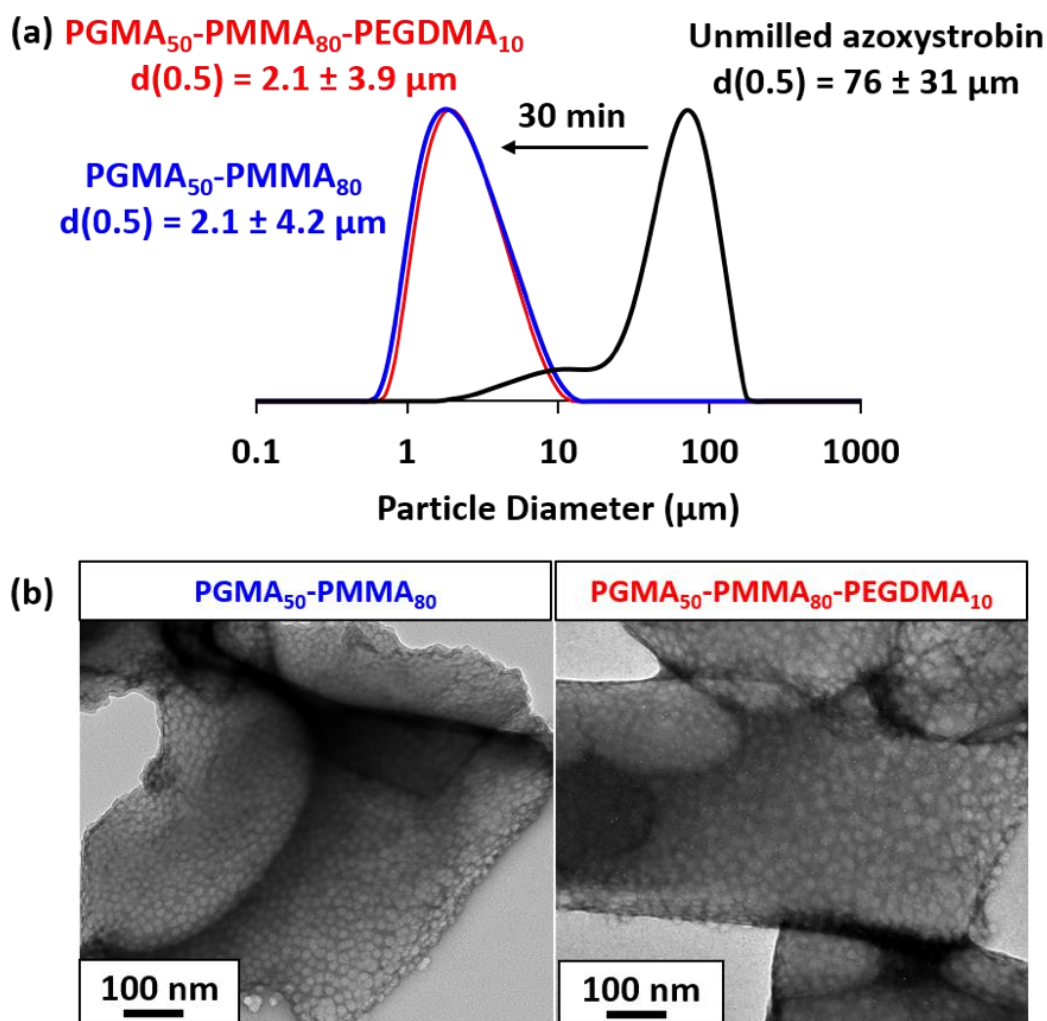 (a) PGMA₅₀-PMMA₈₀-PEGDMA₁₀
d(0.5) = 2.1 ± 3.9 µm
Unmilled azoxystrobin
d(0.5) = 76 ± 31 µm
30 min
PGMA₅₀-PMMA₈₀
d(0.5) = 2.1 ± 4.2 µm
0.1 1 10 100 1000
Particle Diameter (µm)
(b) PGMA₅₀-PMMA₈₀ PGMA₅₀-PMMA₈₀-PEGDMA₁₀
100 nm 100 nm